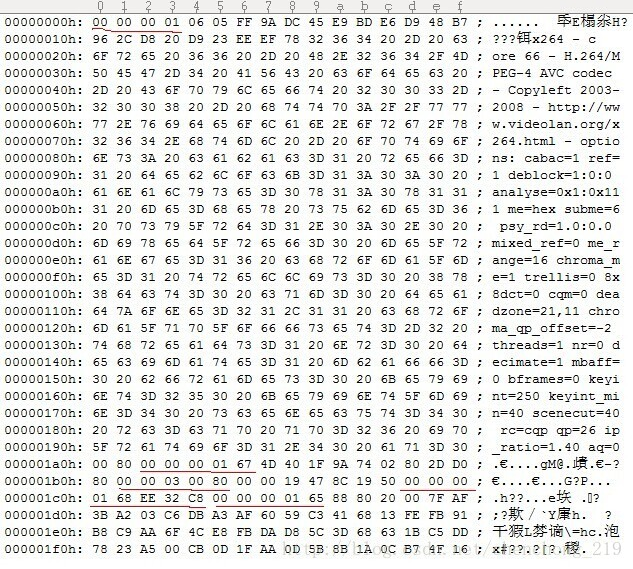 0 1 2 3 4 5 6 7 8 9 a b c d e f
00000000h: 00 00 00 01 06 05 FF 9A DC 45 E9 BD E6 D9 48 B7 ; ...... H?
00000010h: 96 2C D8 20 D9 23 EE EF 78 32 36 34 20 2D 20 63 ; ???铒x264 - c
00000020h: 6F 72 65 20 36 36 20 2D 20 48 2E 32 36 34 2F 4D ; ore 66 - H.264/M
00000030h: 50 45 47 2D 34 20 41 56 43 20 63 6F 64 65 63 20 ; PEG-4 AVC codec
00000040h: 2D 20 43 6F 70 79 6C 65 66 74 20 32 30 30 33 2D ; - Copyleft 2003-
00000050h: 32 30 30 38 20 2D 20 68 74 74 70 3A 2F 2F 77 77 ; 2008 - http://ww
00000060h: 77 2E 76 69 64 65 6F 6C 61 6E 2E 6F 72 67 2F 78 ; w.videolan.org/x
00000070h: 32 36 34 2E 68 74 6D 6C 20 2D 20 6F 70 74 69 6F ; 264.html - optio
00000080h: 6E 73 3A 20 63 61 62 61 63 3D 31 20 72 65 66 3D ; ns: cabac=1 ref=
00000090h: 31 20 64 65 62 6C 6F 63 6B 3D 31 3A 30 3A 30 20 ; 1 deblock=1:0:0
000000a0h: 61 6E 61 6C 79 73 65 3D 30 78 31 3A 30 78 31 31 ; analyse=0x1:0x11
000000b0h: 31 20 6D 65 3D 68 65 78 20 73 75 62 6D 65 3D 36 ; 1 me=hex subme=6
000000c0h: 20 70 73 79 5F 72 64 3D 31 2E 30 3A 30 2E 30 20 ; psy_rd=1.0:0.0
000000d0h: 6D 69 78 65 64 5F 72 65 66 3D 30 20 6D 65 5F 72 ; mixed_ref=0 me_r
000000e0h: 61 6E 67 65 3D 31 36 20 63 68 72 6F 6D 61 5F 6D ; ange=16 chroma_m
000000f0h: 65 3D 31 20 74 72 65 6C 6C 69 73 3D 30 20 38 78 ; e=1 trellis=0 8x
00000100h: 38 64 63 74 3D 30 20 63 71 6D 3D 30 20 64 65 61 ; 8dct=0 cqm=0 dea
00000110h: 64 7A 6F 6E 65 3D 32 31 2C 31 31 20 63 68 72 6F ; dzone=21,11 chro
00000120h: 6D 61 5F 71 70 5F 6F 66 66 73 65 74 3D 2D 32 20 ; ma_qp_offset=-2
00000130h: 74 68 72 65 61 64 73 3D 31 20 6E 72 3D 30 20 64 ; threads=1 nr=0 d
00000140h: 65 63 69 6D 61 74 65 3D 31 20 6D 62 61 66 66 3D ; ecimate=1 mbaff=
00000150h: 30 20 62 66 72 61 6D 65 73 3D 30 20 6B 65 79 69 ; 0 bframes=0 keyi
00000160h: 6E 74 3D 32 35 30 20 6B 65 79 69 6E 74 5F 6D 69 ; nt=250 keyint_mi
00000170h: 6E 3D 34 30 20 73 63 65 6E 65 63 75 74 3D 34 30 ; n=40 scenecut=40
00000180h: 20 72 63 3D 63 71 70 20 71 70 3D 32 36 20 69 70 ; rc=cqp qp=26 ip
00000190h: 5F 72 61 74 69 6F 3D 31 2E 34 30 20 61 71 3D 30 ; _ratio=1.40 aq=0
000001a0h: 00 80 00 00 00 01 67 4D 40 1F 9A 74 02 80 2D D0 ; .€....gM@. .€-?
000001b0h: 80 00 00 03 00 80 00 00 19 47 8C 19 50 00 00 00 ; €....€...G?P...
000001c0h: 01 68 EE 32 C8 00 00 00 01 65 88 80 20 00 7F AF ; .h??...e .?
000001d0h: 3B A2 03 C6 DB A3 AF 60 59 C3 41 68 13 FE FB 91 ; ;?欺/`Y肁h. ?
000001e0h: B8 C9 AA 6F 4C E8 FB DA D8 5C 3D 68 63 1B C5 DD ; L \=hc.泡
000001f0h: 78 23 A5 00 CB 0D 1F AA 0D 5B 8B 1A 0C B7 4F 16 ; x#??.?